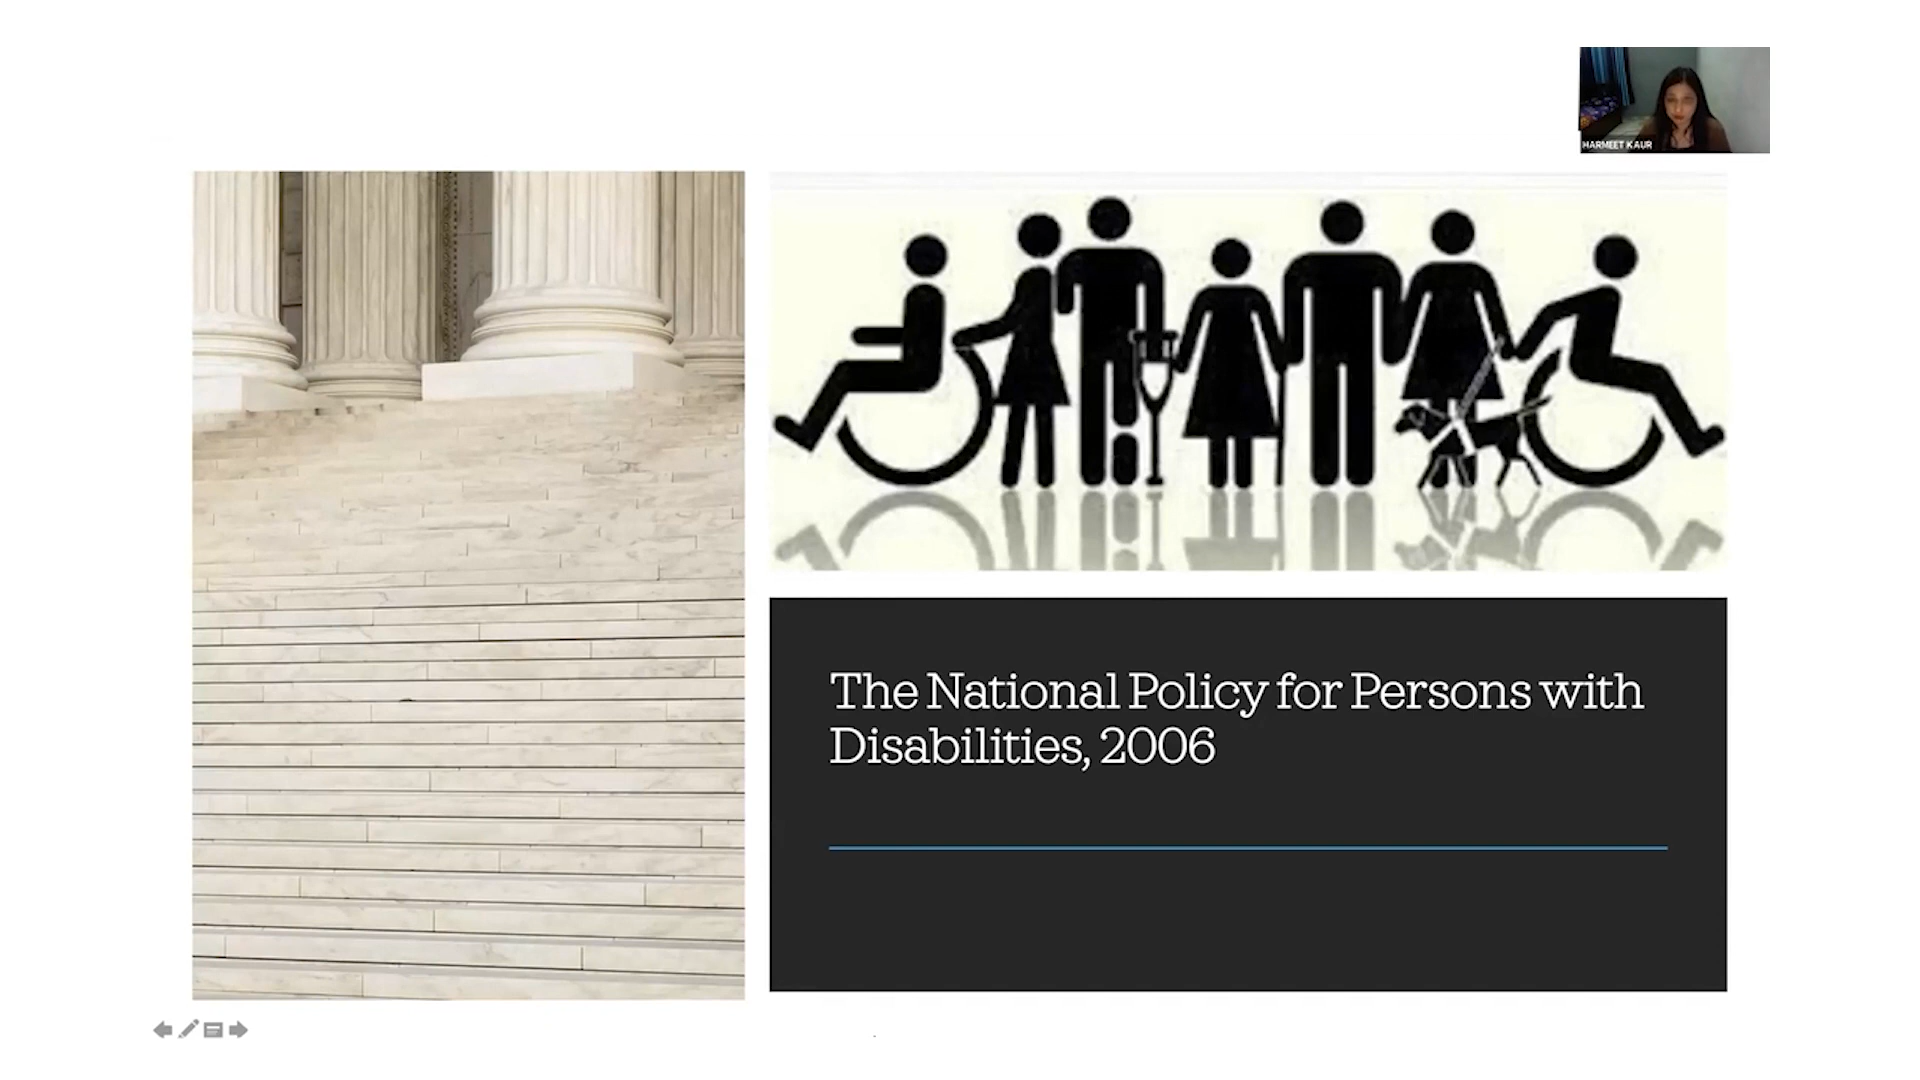 HARMEET KAUR
The National Policy for Persons with
Disabilities, 2006